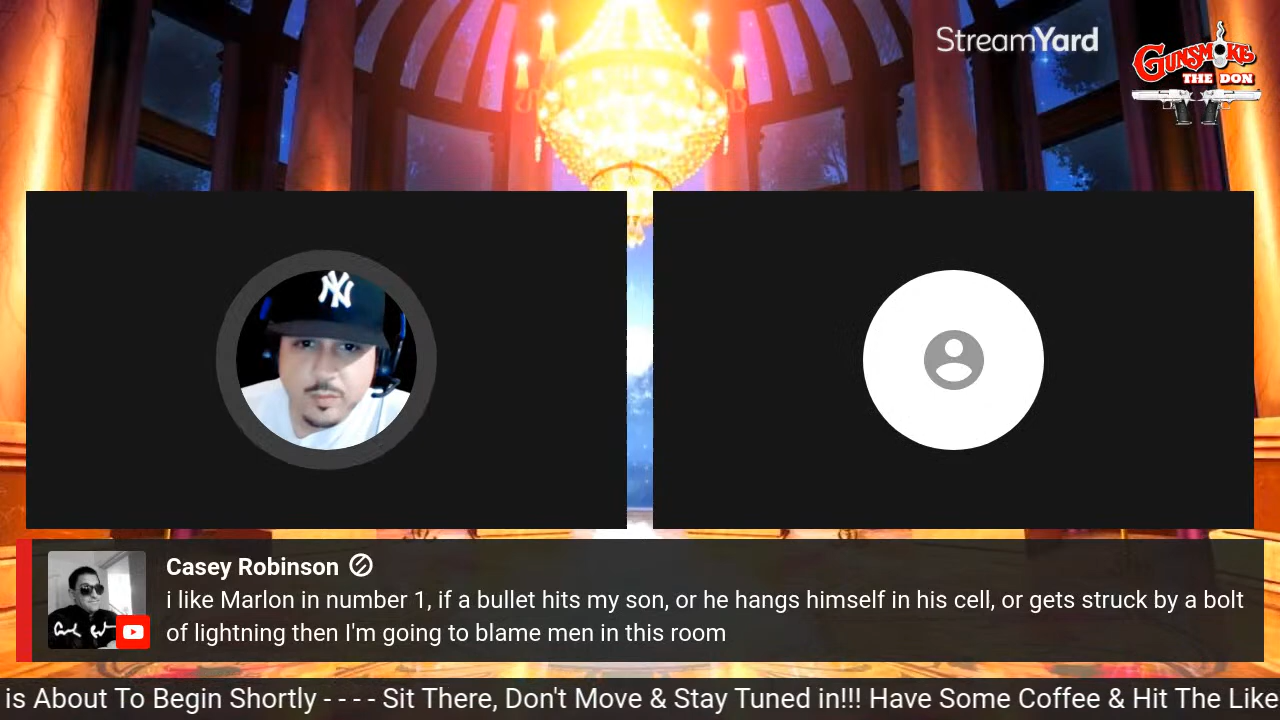 StreamYard
GUNSMOKE
THE DON
NY
Casey Robinson
i like Marlon in number 1, if a bullet hits my son, or he hangs himself in his cell, or gets struck by a bolt
of lightning then I'm going to blame men in this room
is About To Begin Shortly - - - - Sit There, Don't Move & Stay Tuned in!!! Have Some Coffee & Hit The Like